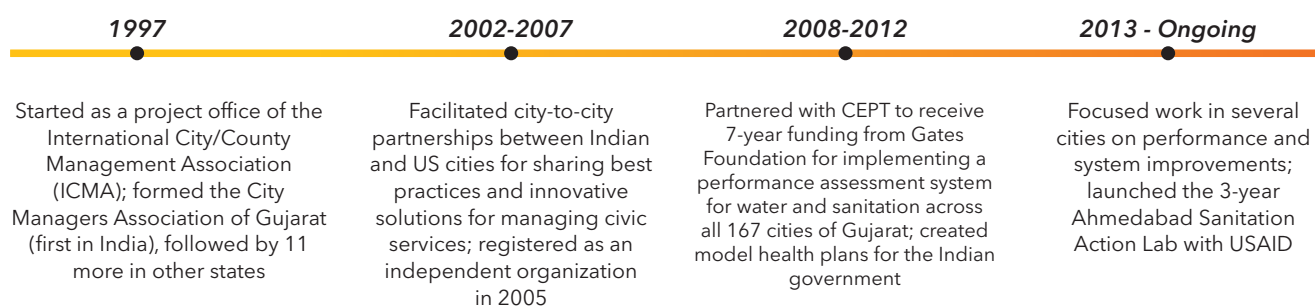 1997
Started as a project office of the
International City/County
Management Association
(ICMA); formed the City
Managers Association of Gujarat
(first in India), followed by 11
more in other states
2002-2007
Facilitated city-to-city
partnerships between Indian
and US cities for sharing best
practices and innovative
solutions for managing civic
services; registered as an
independent organization
in 2005
2008-2012
Partnered with CEPT to receive
7-year funding from Gates
Foundation for implementing a
performance assessment system
for water and sanitation across
all 167 cities of Gujarat; created
model health plans for the Indian
government
2013 - Ongoing
Focused work in several
cities on performance and
system improvements;
launched the 3-year
Ahmedabad Sanitation
Action Lab with USAID